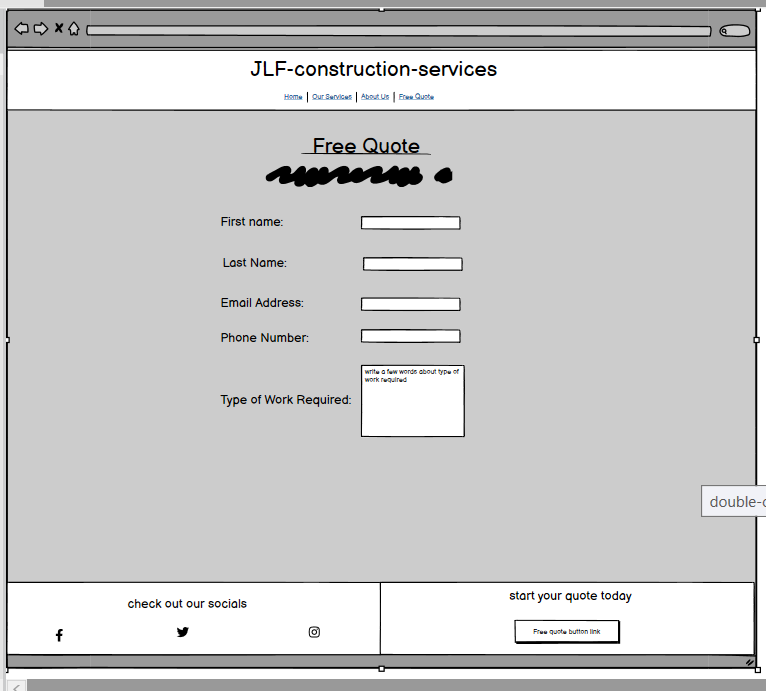 JLF-construction-services
Home | Our Services | About Us | Free Quote
Free Quote
First name:
Last Name:
Email Address:
Phone Number:
write a few words about type of
work required
Type of Work Required:
double-
check out our socials
start your quote today
Free quote button link